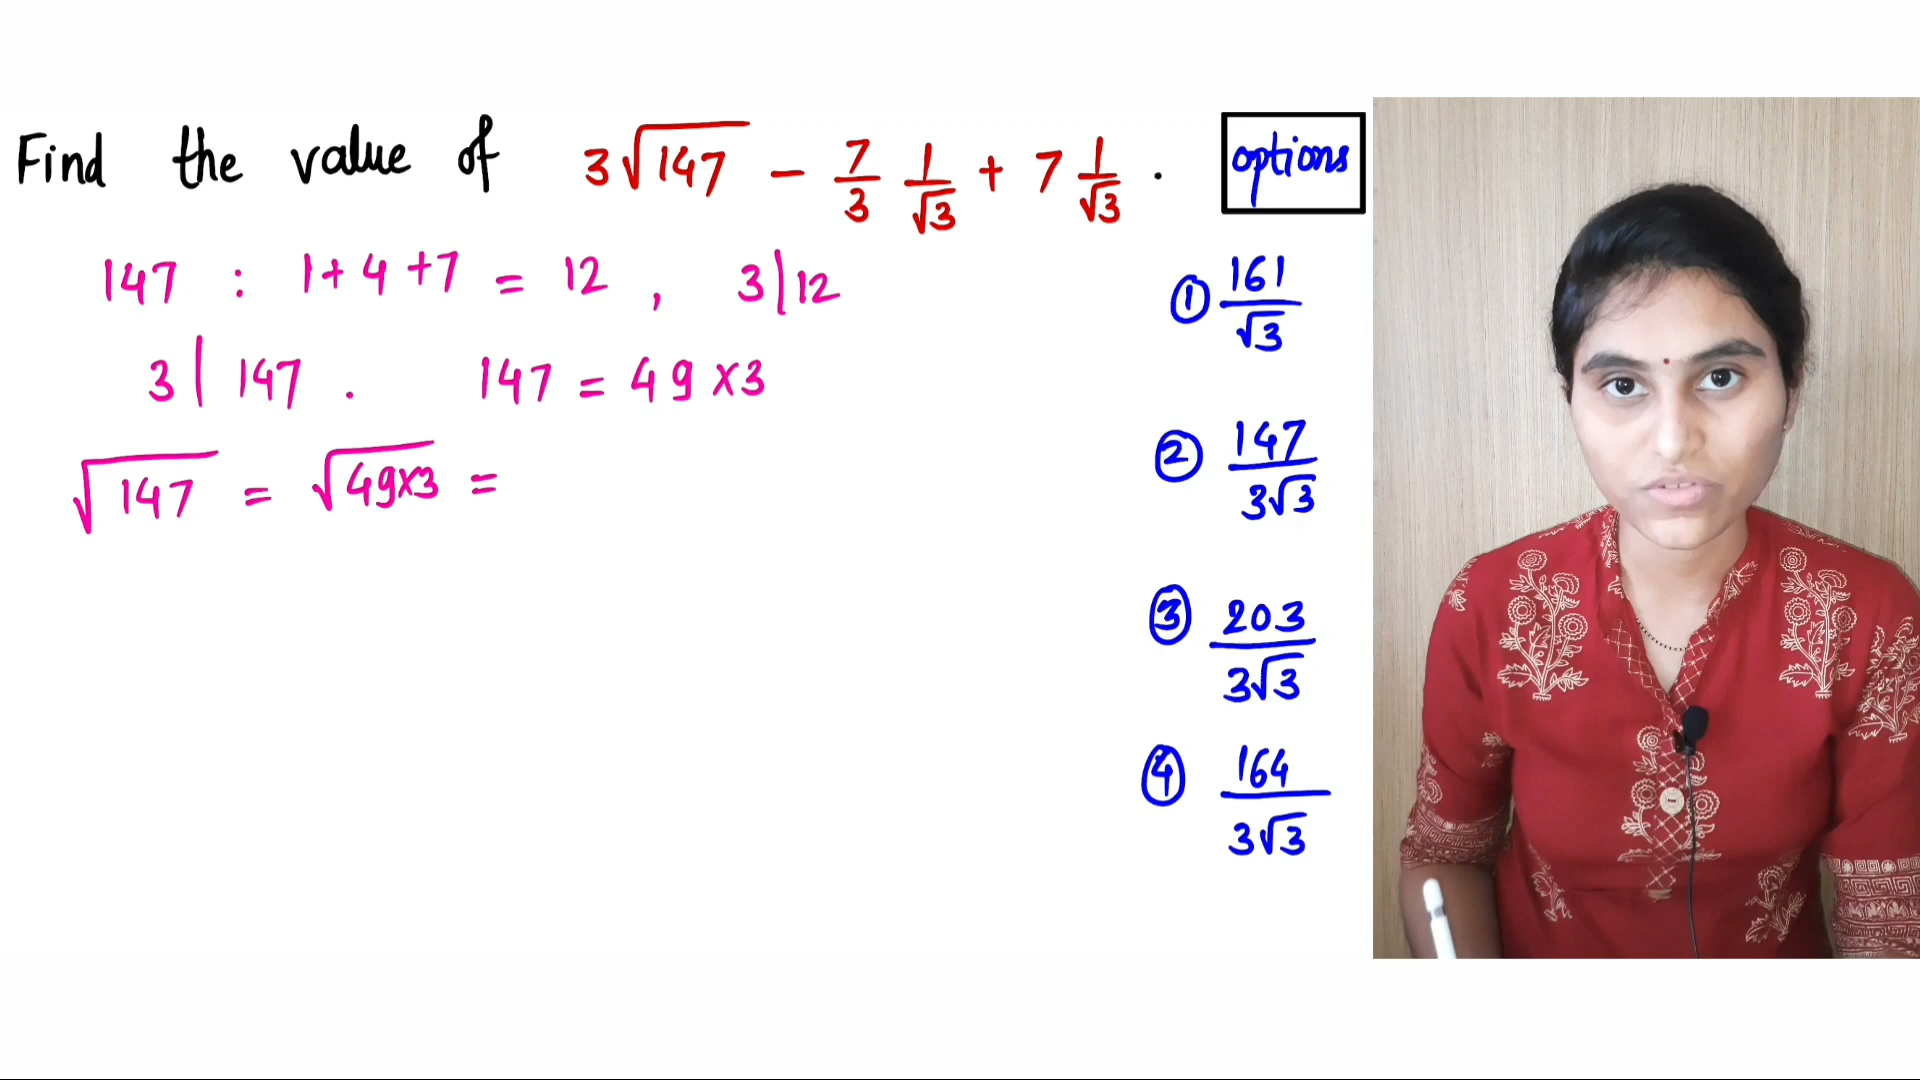 Find the value of 3√147 - 7/3 1/√3 + 7 1/√3 .
options
147 : 1+4+7 = 12 , 3|12
3 | 147 . 147 = 49 x3
√147 = √49x3 =
① 161/√3
② 147/3√3
③ 203/3√3
④ 164/3√3